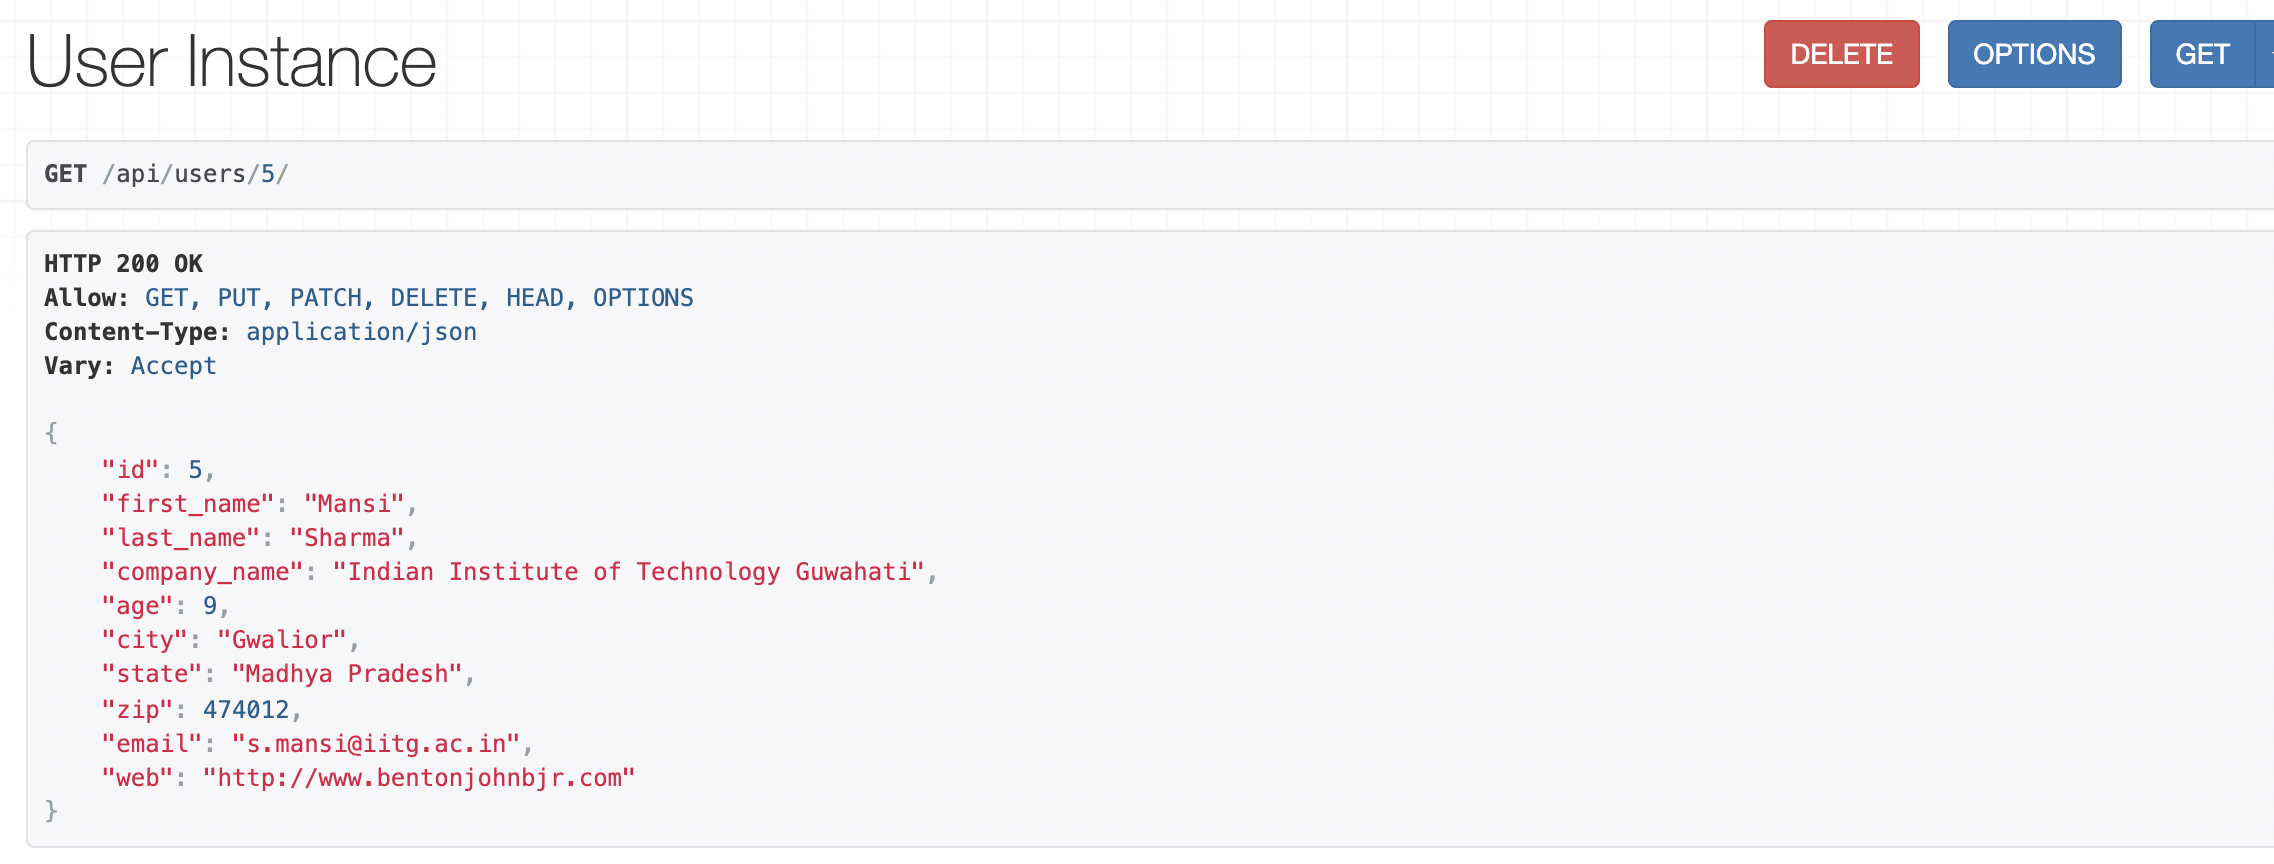 User Instance
DELETE
OPTIONS
GET
GET /api/users/5/
HTTP 200 OK
Allow: GET, PUT, PATCH, DELETE, HEAD, OPTIONS
Content-Type: application/json
Vary: Accept
{
    "id": 5,
    "first_name": "Mansi",
    "last_name": "Sharma",
    "company_name": "Indian Institute of Technology Guwahati",
    "age": 9,
    "city": "Gwalior",
    "state": "Madhya Pradesh",
    "zip": 474012,
    "email": "s.mansi@iitg.ac.in",
    "web": "http://www.bentonjohnbjr.com"
}